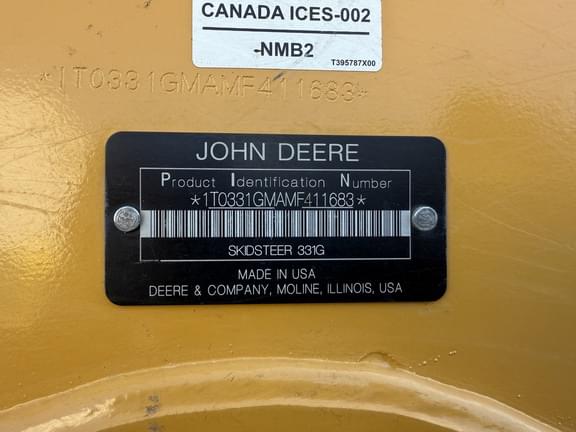 CANADA ICES-002
-NMB2
T395787X00
*1T0331GMAMF411683*
JOHN DEERE
Product Identification Number
*1T0331GMAMF411683*
SKIDSTEER 331G
MADE IN USA
DEERE & COMPANY, MOLINE, ILLINOIS, USA